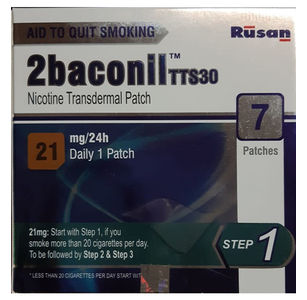 AID TO QUIT SMOKING
Rusan
2baconil™ TTS30
Nicotine Transdermal Patch
7
Patches
21 mg/24h
Daily 1 Patch
21mg: Start with Step 1, if you
smoke more than 20 cigarettes per day.
To be followed by Step 2 & Step 3
STEP 1
* LESS THAN 20 CIGARETTES PER DAY START WIT